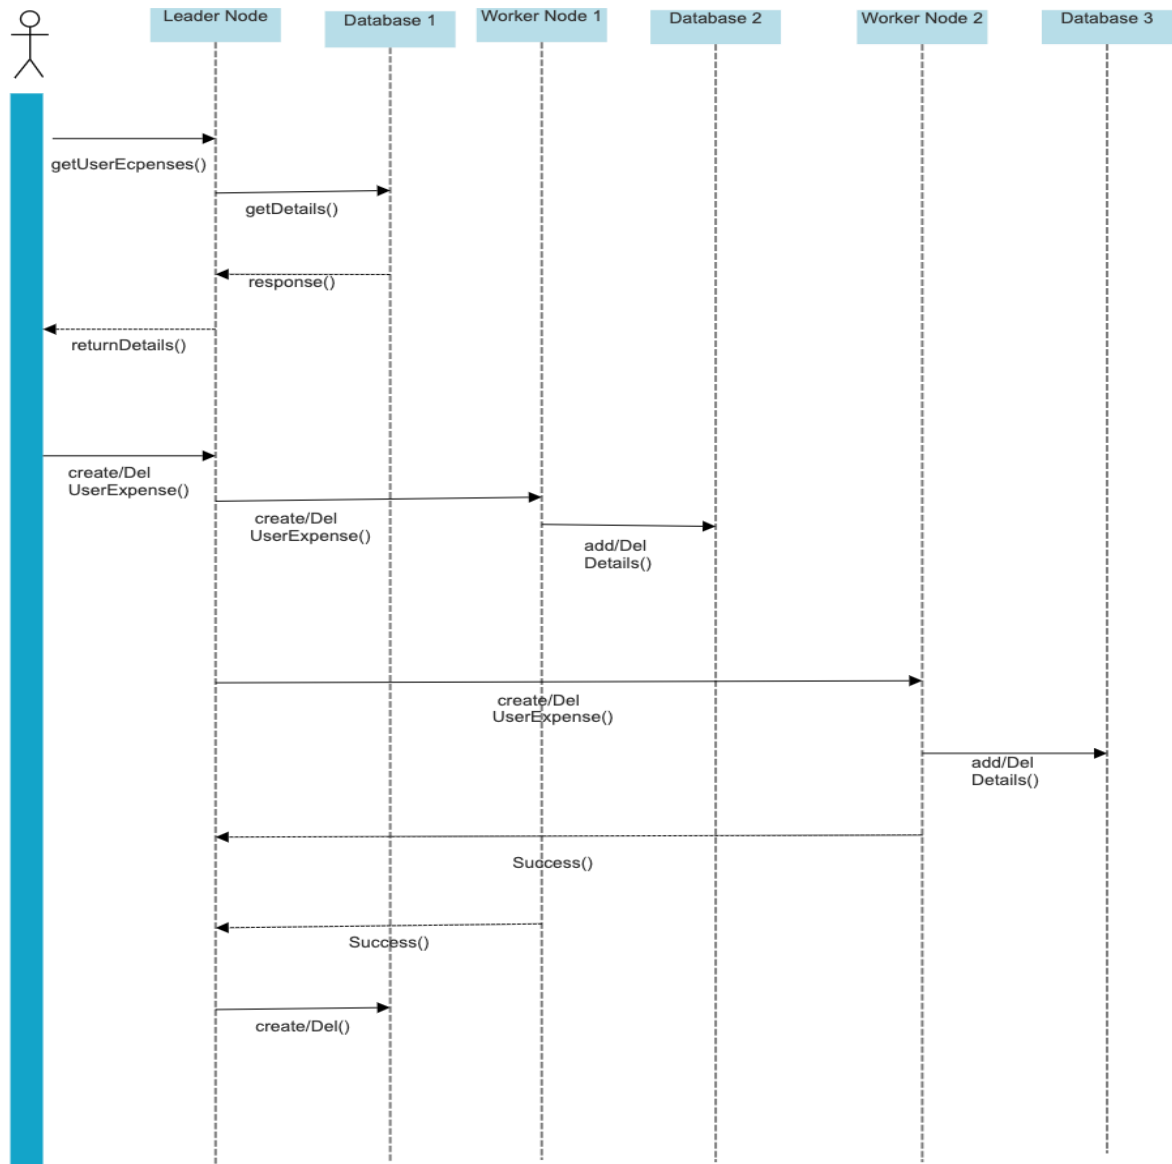 Leader Node
Database 1
Worker Node 1
Database 2
Worker Node 2
Database 3
getUserEcpenses()
getDetails()
response()
returnDetails()
create/Del
UserExpense()
create/Del
UserExpense()
add/Del
Details()
create/Del
UserExpense()
add/Del
Details()
Success()
Success()
create/Del()